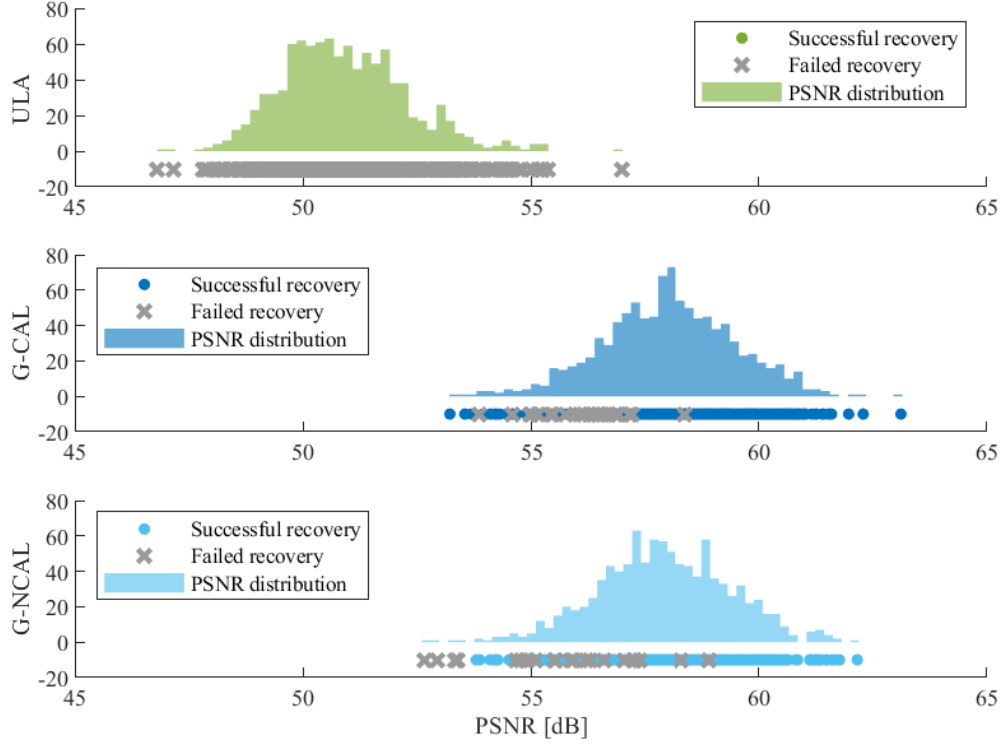 80
60
40
20
0
-20
ULA
Successful recovery
Failed recovery
PSNR distribution
45 50 55 60 65
80
60
40
20
0
-20
G-CAL
Successful recovery
Failed recovery
PSNR distribution
45 50 55 60 65
80
60
40
20
0
-20
G-NCAL
Successful recovery
Failed recovery
PSNR distribution
45 50 55 60 65
PSNR [dB]